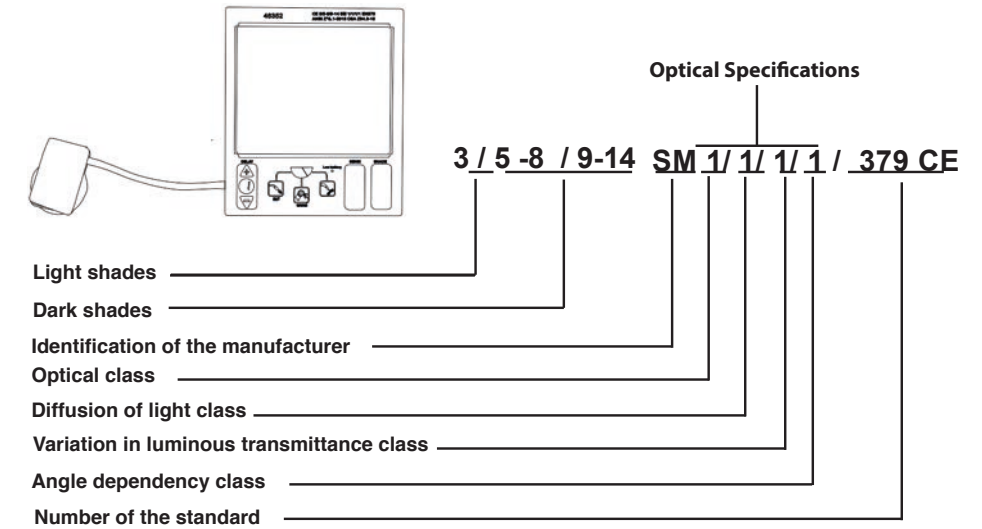 46352
Optical Specifications
3 / 5 -8 / 9-14 SM 1/ 1/ 1/ 1 / 379 CE
DELAY
Light shades
Dark shades
Identification of the manufacturer
Optical class
Diffusion of light class
Variation in luminous transmittance class
Angle dependency class
Number of the standard